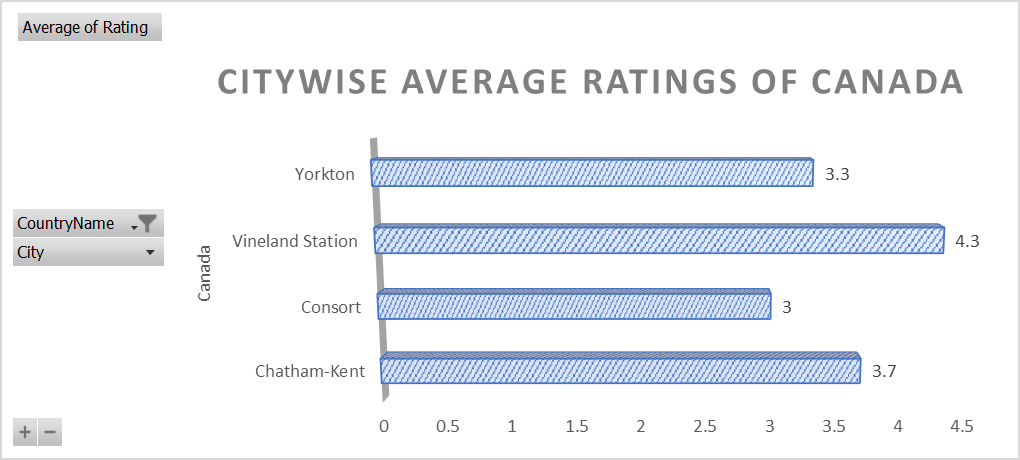 Average of Rating
CITYWISE AVERAGE RATINGS OF CANADA
CountryName
City
Canada
Yorkton 3.3
Vineland Station 4.3
Consort 3
Chatham-Kent 3.7
0 0.5 1 1.5 2 2.5 3 3.5 4 4.5
+ −